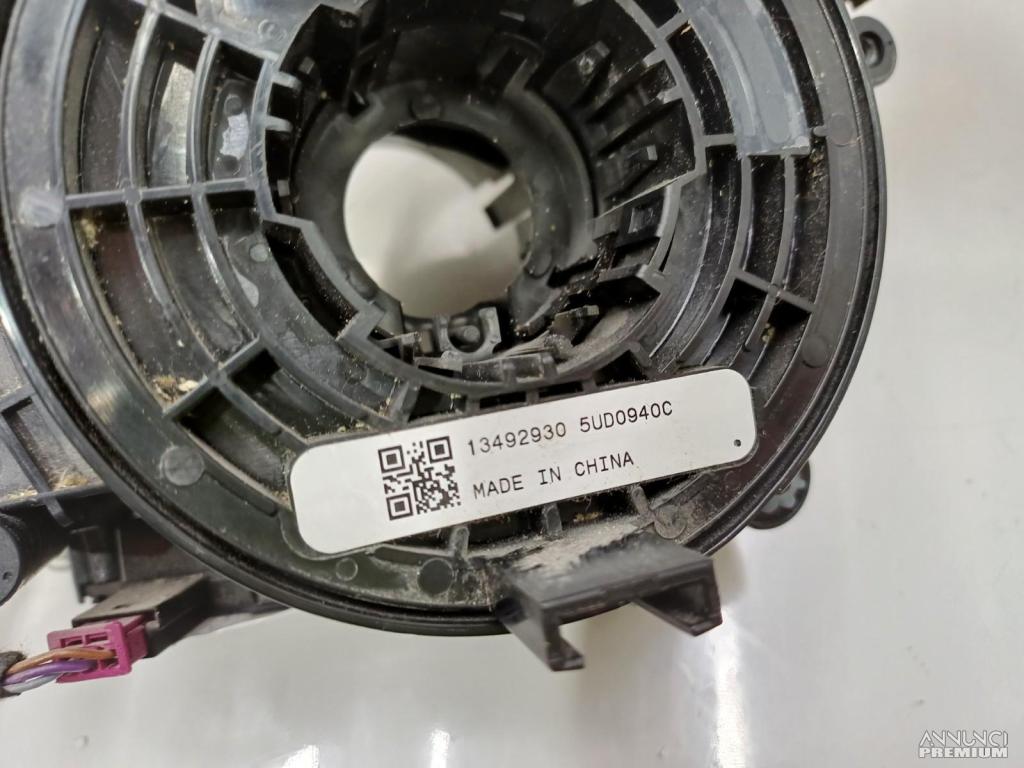 13492930 5UD0940C
MADE IN CHINA
ANNUNCI
PREMIUM